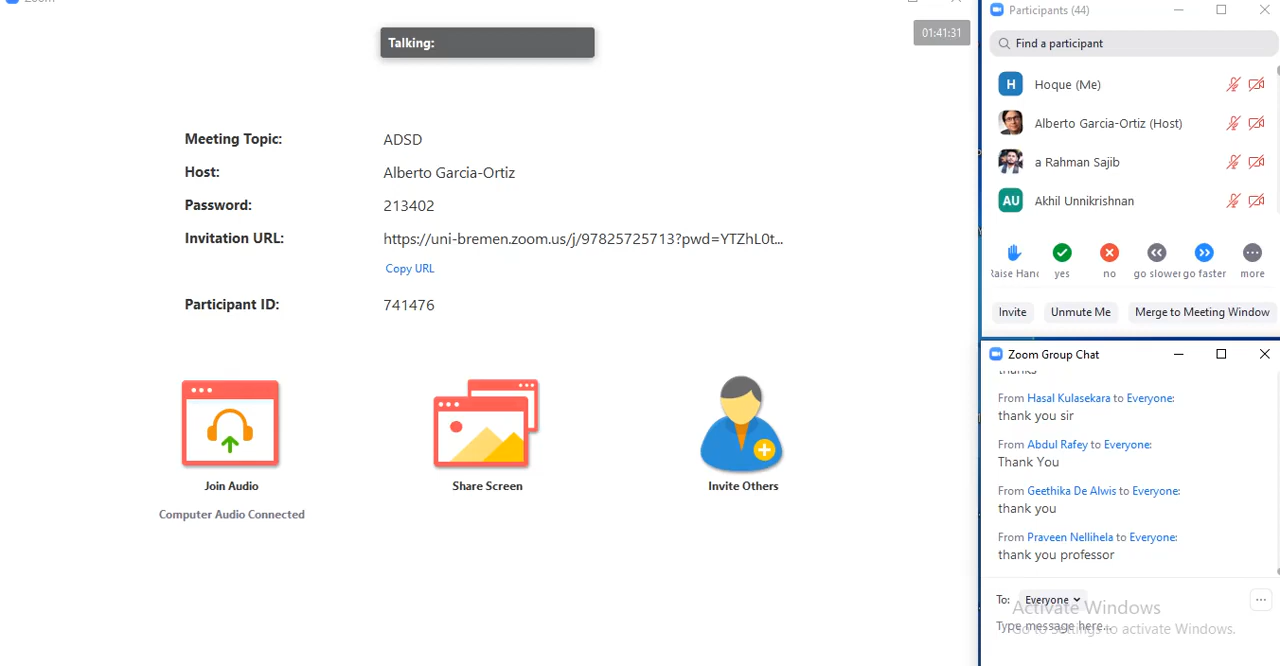 Zoom
Talking:
01:41:31
Meeting Topic: ADSD
Host: Alberto Garcia-Ortiz
Password: 213402
Invitation URL: https://uni-bremen.zoom.us/j/97825725713?pwd=YTZhL0t...
Copy URL
Participant ID: 741476
Join Audio
Computer Audio Connected
Share Screen
Invite Others
Participants (44)
Find a participant
H Hoque (Me)
Alberto Garcia-Ortiz (Host)
a Rahman Sajib
AU Akhil Unnikrishnan
Raise Hand yes no go slower go faster more
Invite Unmute Me Merge to Meeting Window
Zoom Group Chat
thanks
From Hasal Kulasekara to Everyone:
thank you sir
From Abdul Rafey to Everyone:
Thank You
From Geethika De Alwis to Everyone:
thank you
From Praveen Nellihela to Everyone:
thank you professor
To: Everyone
Type message here...
Activate Windows
Go to Settings to activate Windows.